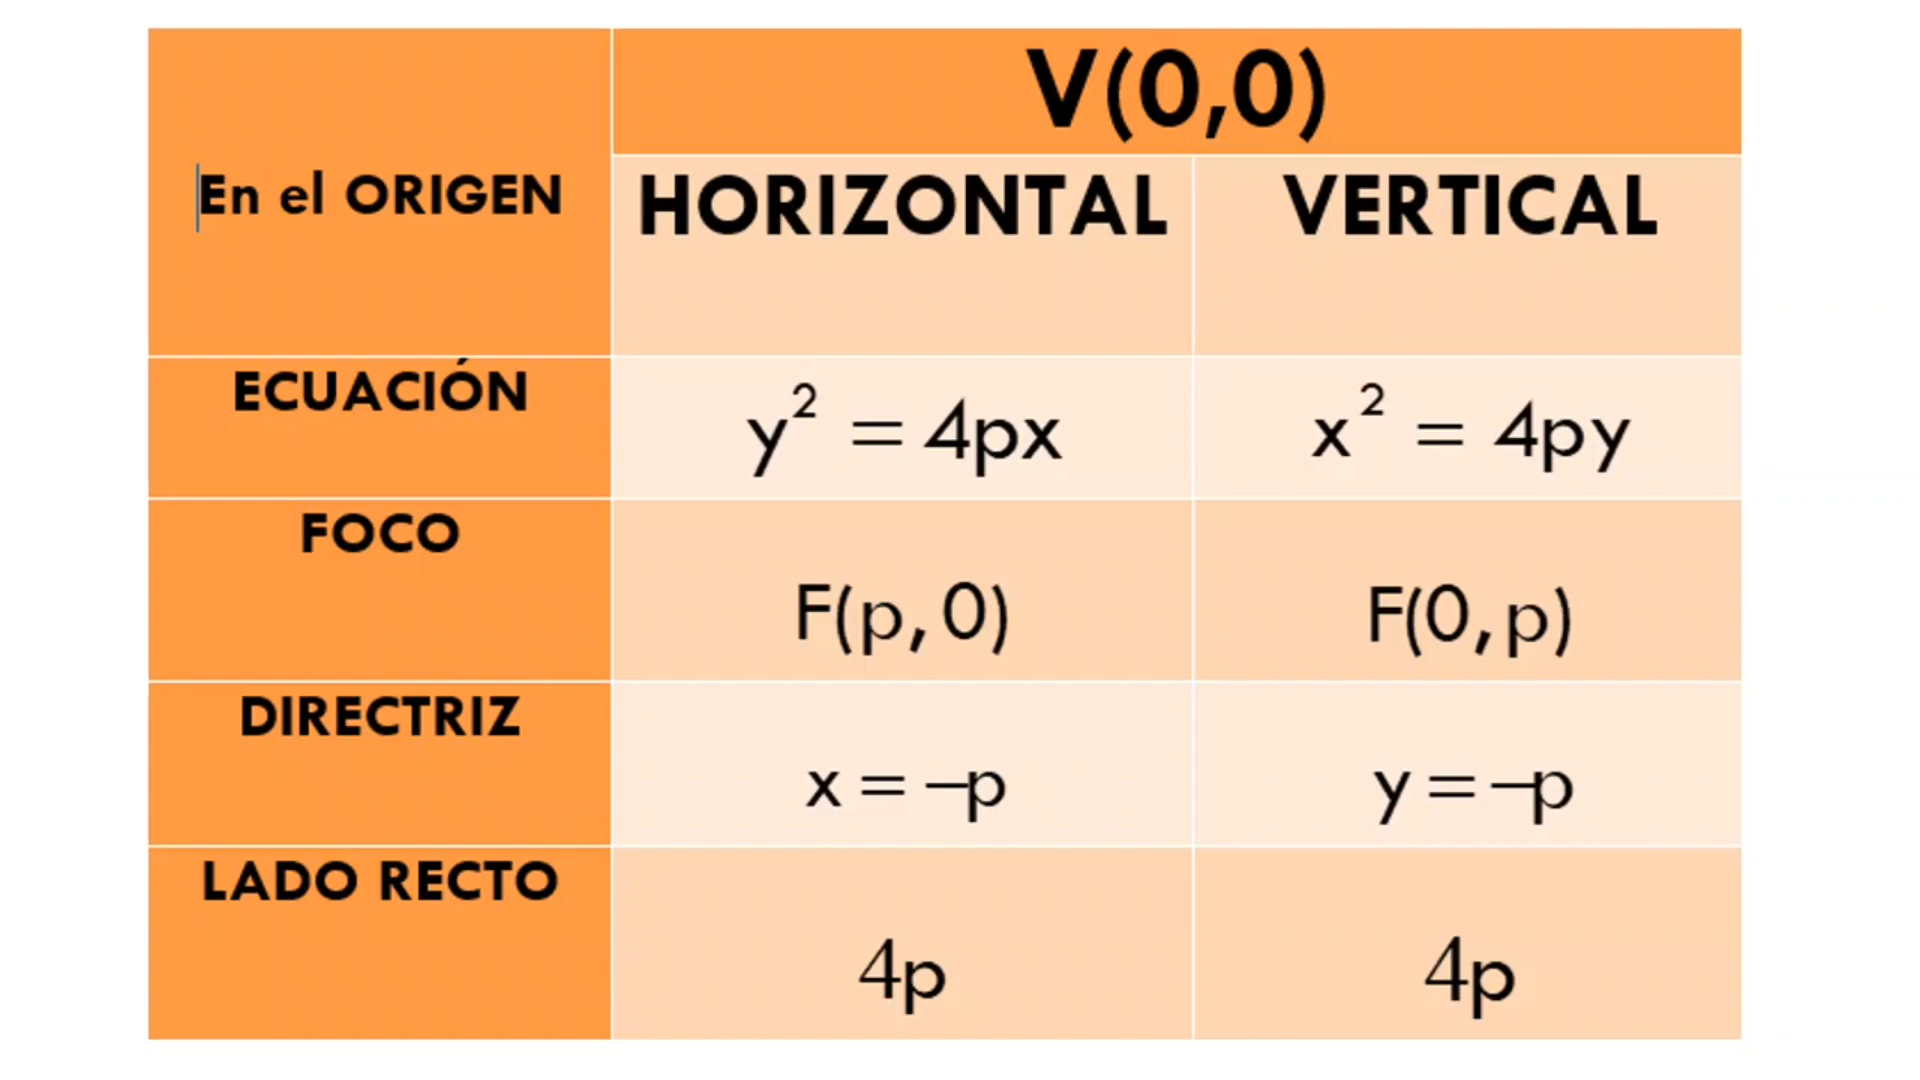 V(0,0)
En el ORIGEN
HORIZONTAL
VERTICAL
ECUACIÓN
y² = 4px
x² = 4py
FOCO
F(p,0)
F(0,p)
DIRECTRIZ
x = –p
y = –p
LADO RECTO
4p
4p